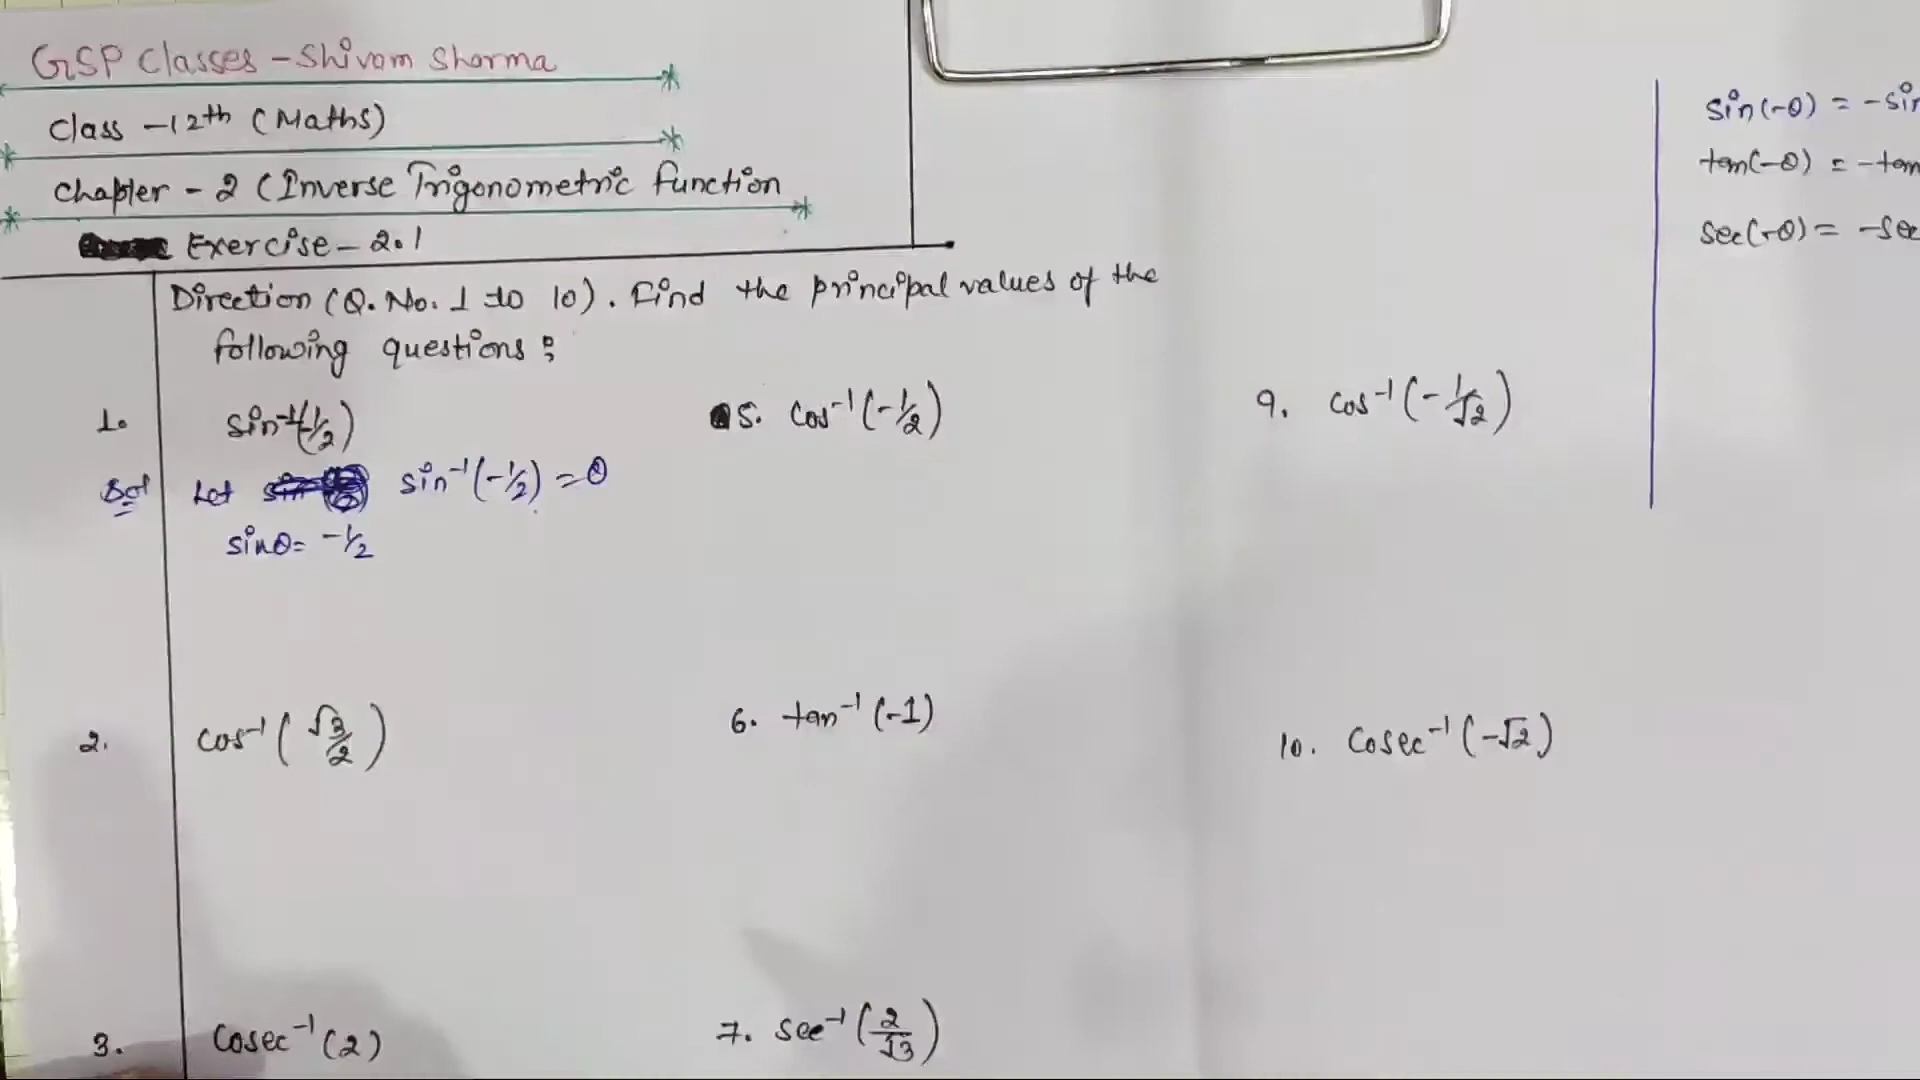 GSP Classes - Shivam Sharma
Class - 12th (Maths)
Chapter - 2 (Inverse Trigonometric function
Exercise - 2.1
Direction (Q. No. 1 to 10). Find the principal values of the
following questions :
1. sin⁻¹(-1/2)
Sol Let sin⁻¹(-1/2) = θ
sinθ = -1/2
2. cos⁻¹(√3/2)
3. Cosec⁻¹(2)
5. Cos⁻¹(-1/2)
6. tan⁻¹(-1)
7. sec⁻¹(2/√3)
9. cos⁻¹(-1/√2)
10. Cosec⁻¹(-√2)
sin(-θ) = -sin
tan(-θ) = -tan
sec(-θ) = -sec